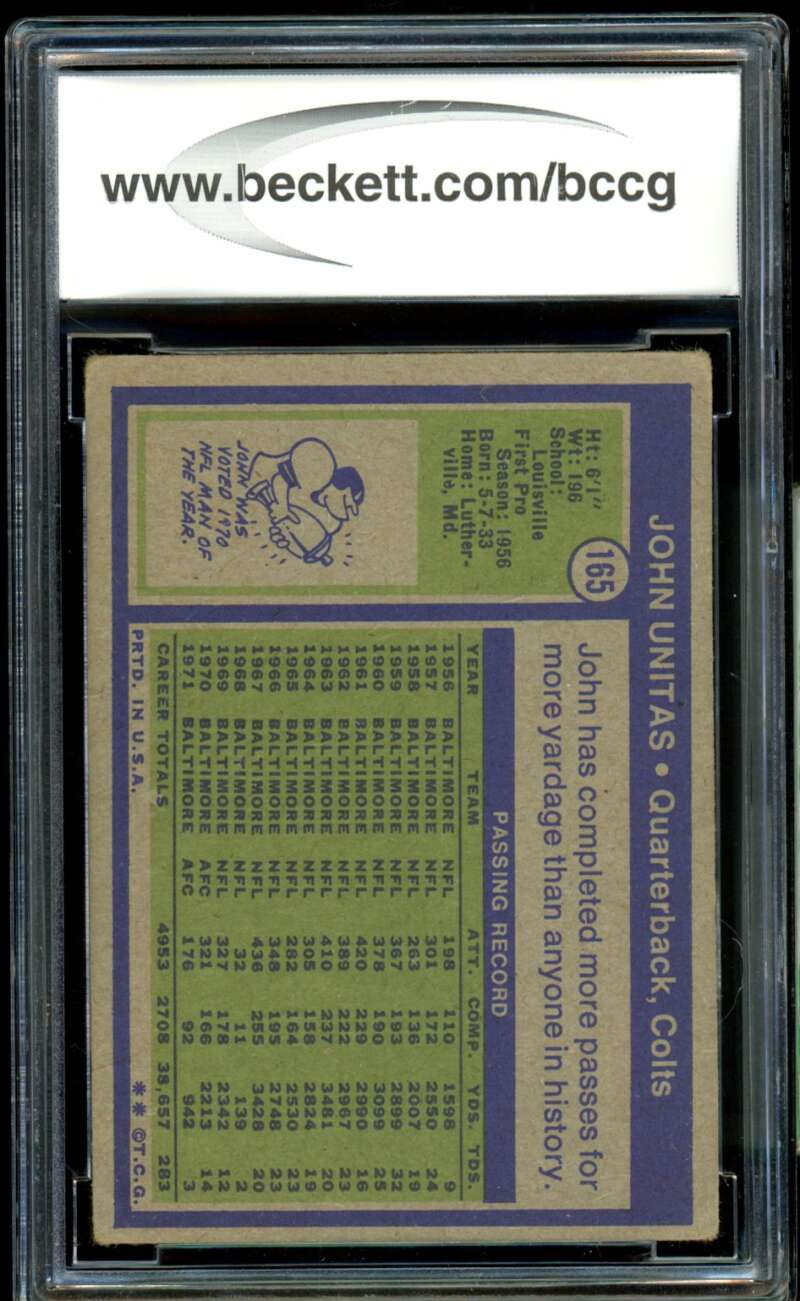 www.beckett.com/bccg
JOHN UNITAS • Quarterback, Colts
165
Ht: 6'1"
Wt: 196
School:
Louisville
First Pro
Season: 1956
Born: 5-7-33
Home: Luther-
ville, Md.
JOHN WAS
VOTED 1970
NFL MAN OF
THE YEAR.
John has completed more passes for
more yardage than anyone in history.
PASSING RECORD
YEAR TEAM ATT. COMP. YDS. TDS.
1956 BALTIMORE NFL 198 110 1598 9
1957 BALTIMORE NFL 301 172 2550 24
1958 BALTIMORE NFL 263 136 2007 19
1959 BALTIMORE NFL 367 193 2899 32
1960 BALTIMORE NFL 378 190 3099 25
1961 BALTIMORE NFL 420 229 2990 16
1962 BALTIMORE NFL 389 222 2967 23
1963 BALTIMORE NFL 410 237 3481 20
1964 BALTIMORE NFL 305 158 2824 19
1965 BALTIMORE NFL 282 164 2530 23
1966 BALTIMORE NFL 348 195 2748 23
1967 BALTIMORE NFL 436 255 3428 20
1968 BALTIMORE NFL 32 11 139 2
1969 BALTIMORE NFL 327 178 2342 12
1970 BALTIMORE AFC 321 166 2213 14
1971 BALTIMORE AFC 176 92 942 3
CAREER TOTALS 4953 2708 38,657 283
PRTD. IN U.S.A. ** ©T.C.G.